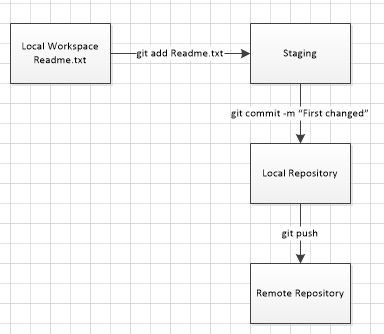 Local Workspace
Readme.txt
git add Readme.txt
Staging
git commit -m “First changed”
Local Repository
git push
Remote Repository